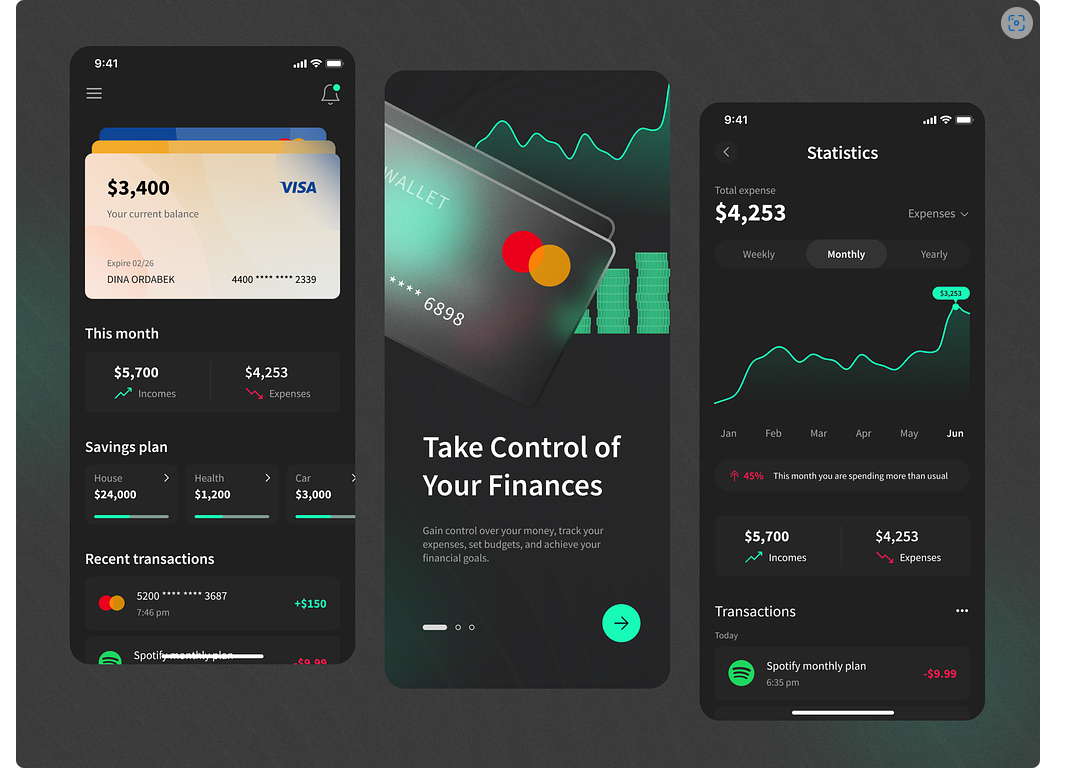 9:41
$3,400
VISA
Your current balance
Expire 02/26
DINA ORDABEK 4400 **** **** 2339
This month
$5,700 $4,253
Incomes Expenses
Savings plan
House Health Car
$24,000 $1,200 $3,000
Recent transactions
5200 **** **** 3687
7:46 pm
+$150
Spotify monthly plan
-$9.99
WALLET
**** 6898
Take Control of
Your Finances
Gain control over your money, track your
expenses, set budgets, and achieve your
financial goals.
9:41
Statistics
Total expense
$4,253
Expenses
Weekly Monthly Yearly
$3,253
Jan Feb Mar Apr May Jun
45% This month you are spending more than usual
$5,700 $4,253
Incomes Expenses
Transactions
Today
Spotify monthly plan
6:35 pm
-$9.99